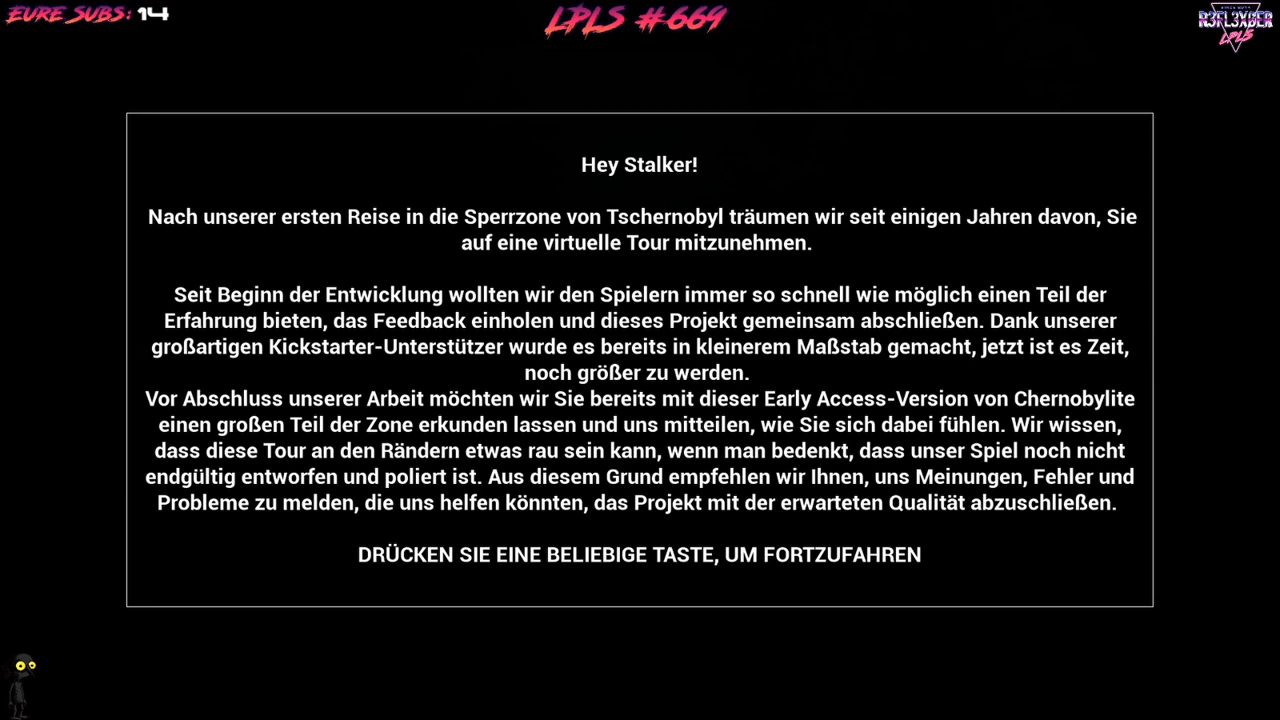 EURE SUBS: 14
LPLS #669
R3FL3XBER
LPLS
Hey Stalker!
Nach unserer ersten Reise in die Sperrzone von Tschernobyl träumen wir seit einigen Jahren davon, Sie
auf eine virtuelle Tour mitzunehmen.
Seit Beginn der Entwicklung wollten wir den Spielern immer so schnell wie möglich einen Teil der
Erfahrung bieten, das Feedback einholen und dieses Projekt gemeinsam abschließen. Dank unserer
großartigen Kickstarter-Unterstützer wurde es bereits in kleinerem Maßstab gemacht, jetzt ist es Zeit,
noch größer zu werden.
Vor Abschluss unserer Arbeit möchten wir Sie bereits mit dieser Early Access-Version von Chernobylite
einen großen Teil der Zone erkunden lassen und uns mitteilen, wie Sie sich dabei fühlen. Wir wissen,
dass diese Tour an den Rändern etwas rau sein kann, wenn man bedenkt, dass unser Spiel noch nicht
endgültig entworfen und poliert ist. Aus diesem Grund empfehlen wir Ihnen, uns Meinungen, Fehler und
Probleme zu melden, die uns helfen könnten, das Projekt mit der erwarteten Qualität abzuschließen.
DRÜCKEN SIE EINE BELIEBIGE TASTE, UM FORTZUFAHREN